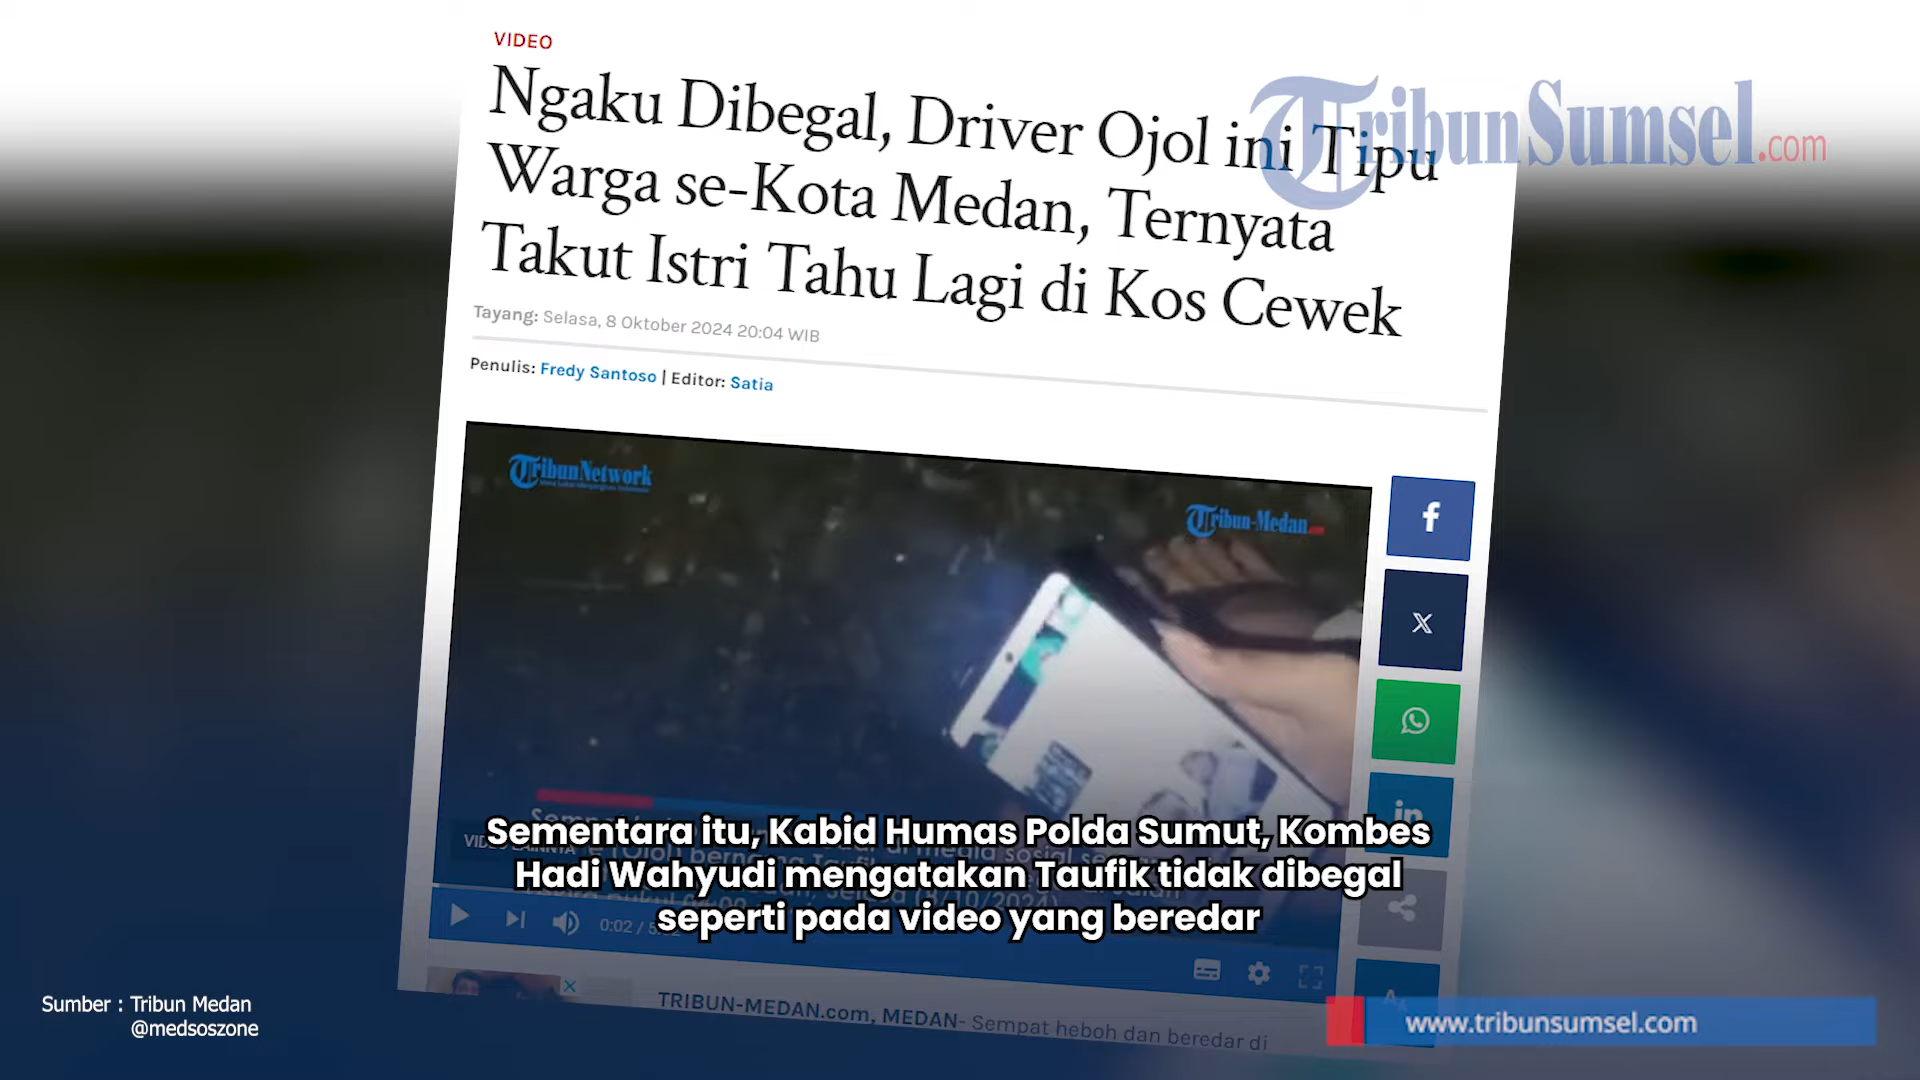 VIDEO
Ngaku Dibegal, Driver Ojol ini Tipu
Warga se-Kota Medan, Ternyata
Takut Istri Tahu Lagi di Kos Cewek
TribunSumsel.com
Tayang: Selasa, 8 Oktober 2024 20:04 WIB
Penulis: Fredy Santoso | Editor: Satia
TribunNetwork
Tribun-Medan
f
X
in
Sementara itu, Kabid Humas Polda Sumut, Kombes
Hadi Wahyudi mengatakan Taufik tidak dibegal
seperti pada video yang beredar
0:02 /
TRIBUN-MEDAN.com, MEDAN- Sempat heboh dan beredar di
Sumber : Tribun Medan
@medsoszone
www.tribunsumsel.com